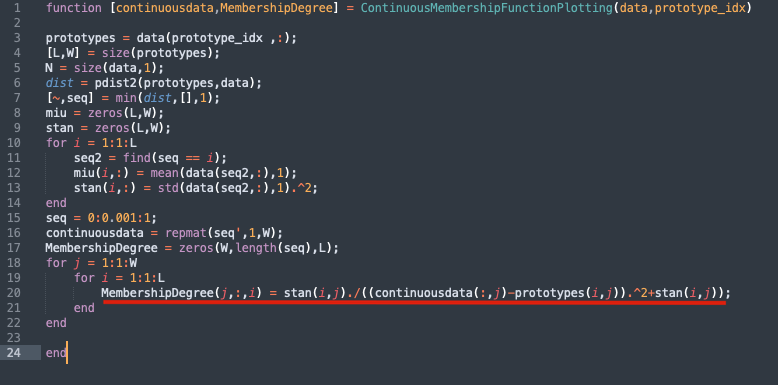 1 function [continuousdata,MembershipDegree] = ContinuousMembershipFunctionPlotting(data,prototype_idx)
2
3 prototypes = data(prototype_idx ,:);
4 [L,W] = size(prototypes);
5 N = size(data,1);
6 dist = pdist2(prototypes,data);
7 [~,seq] = min(dist,[],1);
8 miu = zeros(L,W);
9 stan = zeros(L,W);
10 for i = 1:1:L
11 seq2 = find(seq == i);
12 miu(i,:) = mean(data(seq2,:),1);
13 stan(i,:) = std(data(seq2,:),1).^2;
14 end
15 seq = 0:0.001:1;
16 continuousdata = repmat(seq',1,W);
17 MembershipDegree = zeros(W,length(seq),L);
18 for j = 1:1:W
19 for i = 1:1:L
20 MembershipDegree(j,:,i) = stan(i,j)./((continuousdata(:,j)-prototypes(i,j)).^2+stan(i,j));
21 end
22 end
23
24 end